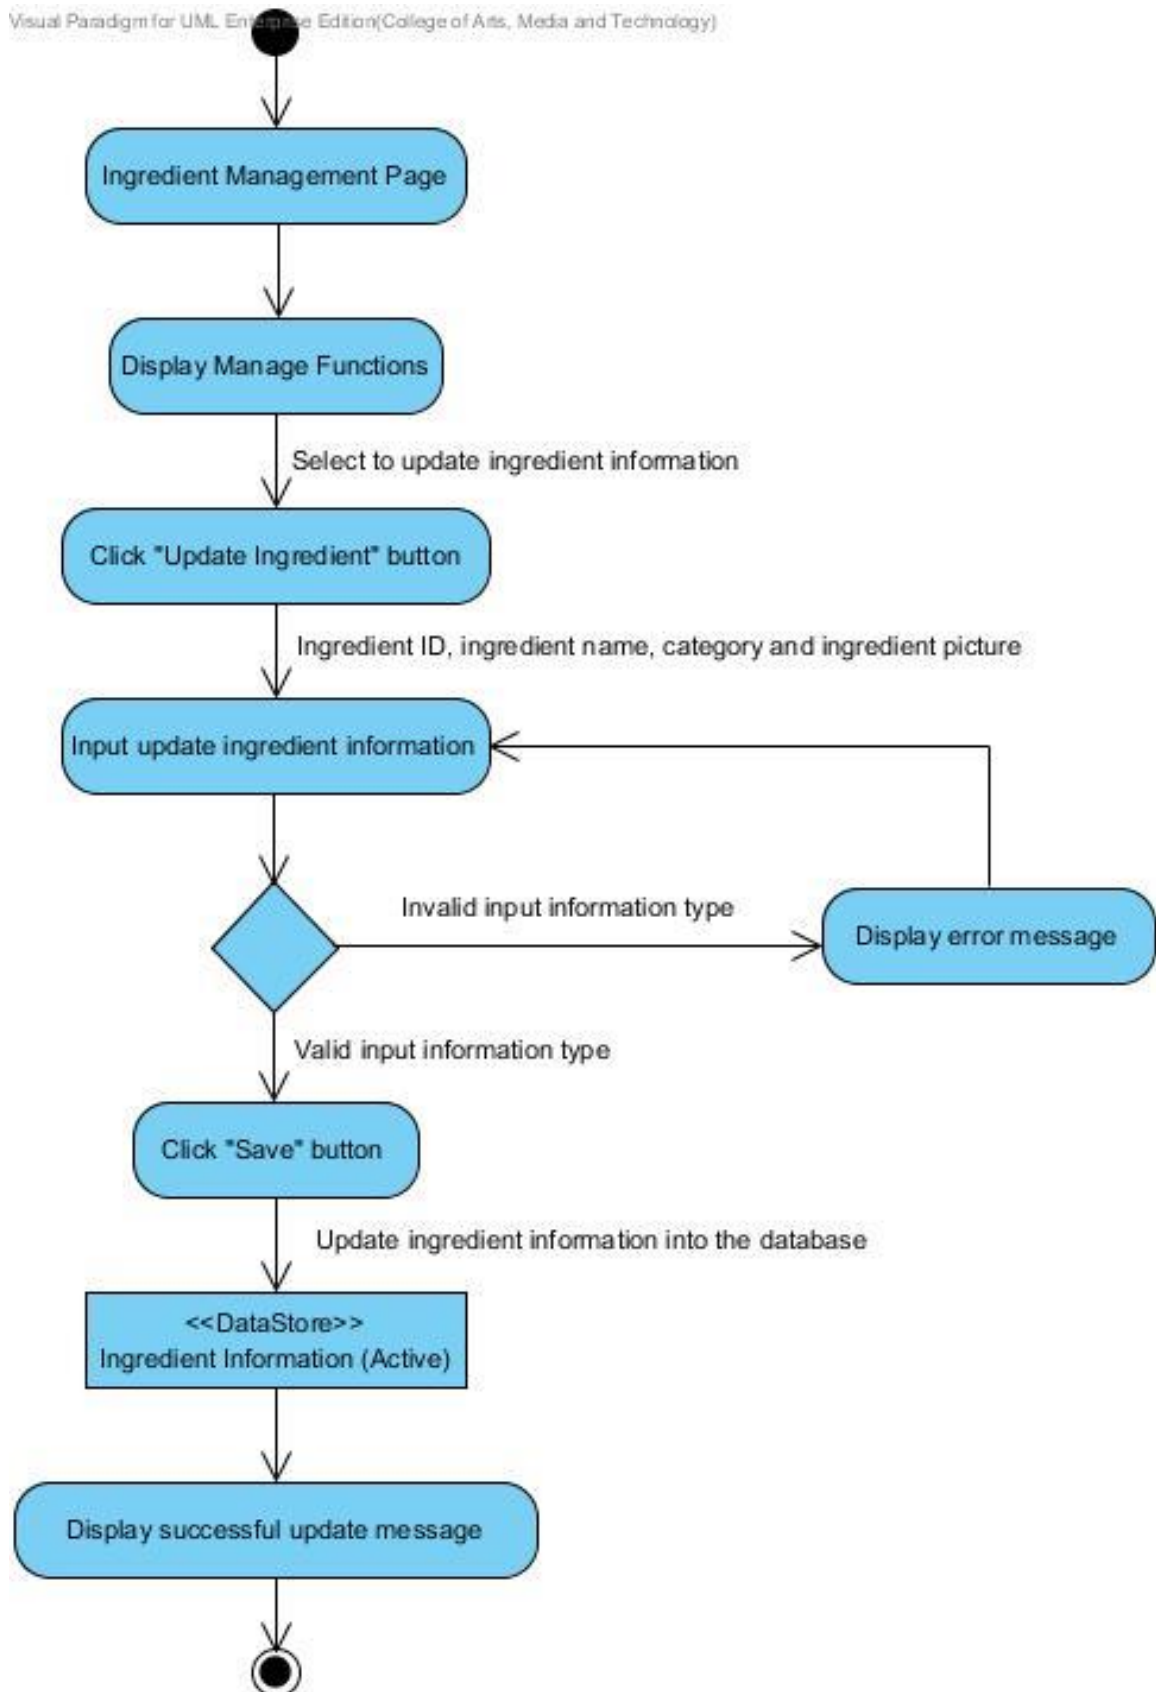 Visual Paradigm for UML Enterprise Edition(College of Arts, Media and Technology)
Ingredient Management Page
Display Manage Functions
Select to update ingredient information
Click "Update Ingredient" button
Ingredient ID, ingredient name, category and ingredient picture
Input update ingredient information
Invalid input information type
Display error message
Valid input information type
Click "Save" button
Update ingredient information into the database
<<DataStore>>
Ingredient Information (Active)
Display successful update message